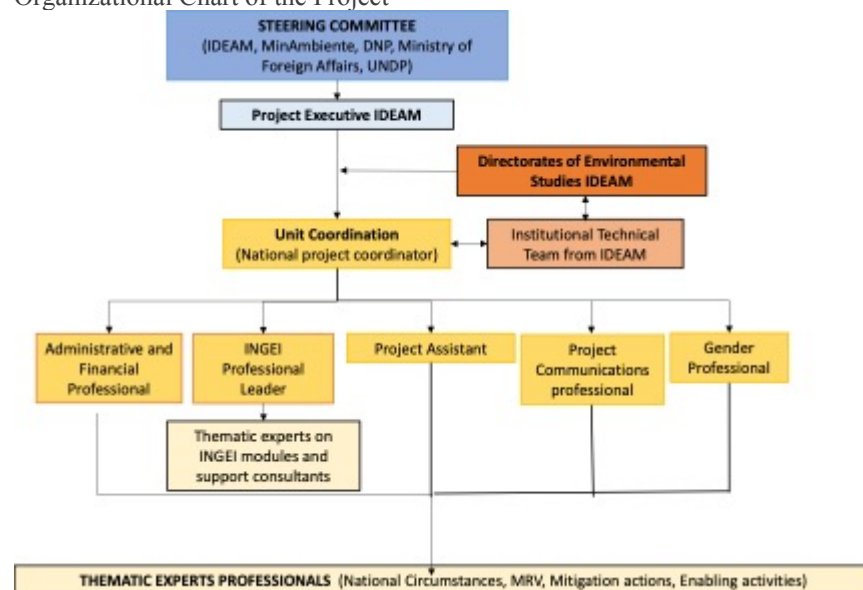 Organizational Chart of the Project
STEERING COMMITTEE
(IDEAM, MinAmbiente, DNP, Ministry of
Foreign Affairs, UNDP)
Project Executive IDEAM
Directorates of Environmental
Studies IDEAM
Unit Coordination
(National project coordinator)
Institutional Technical
Team from IDEAM
Administrative and
Financial
Professional
INGEI
Professional
Leader
Project Assistant
Project
Communications
professional
Gender
Professional
Thematic experts on
INGEI modules and
support consultants
THEMATIC EXPERTS PROFESSIONALS (National Circumstances, MRV, Mitigation actions, Enabling activities)